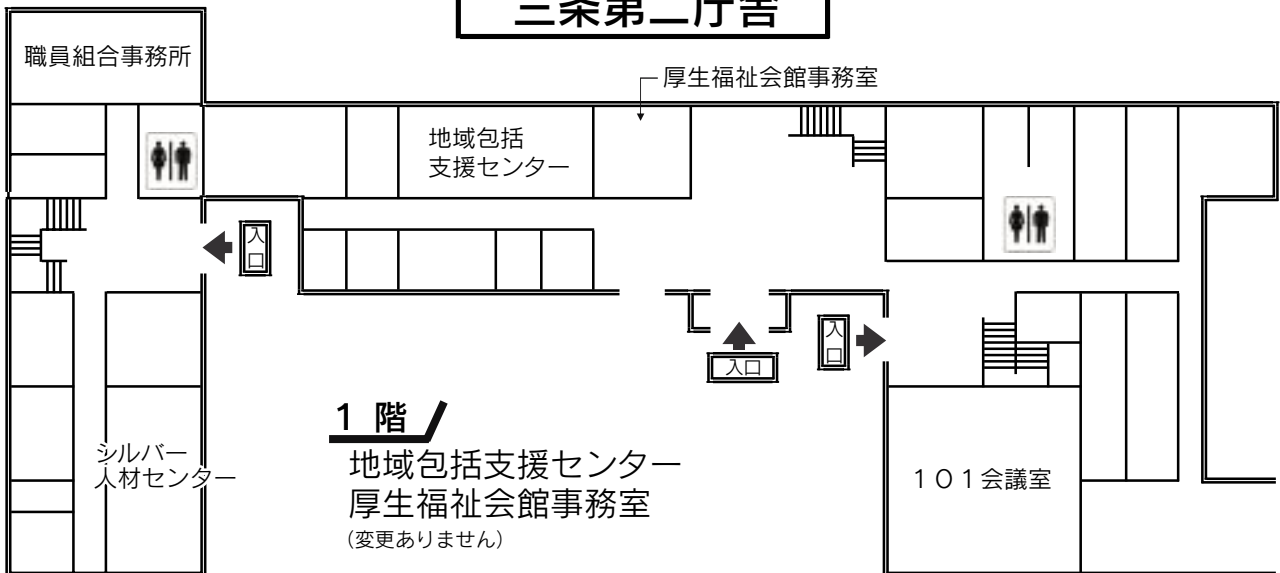 三条第二庁舎
職員組合事務所
厚生福祉会館事務室
地域包括
支援センター
入口
入口
入口
シルバー
人材センター
1 階
地域包括支援センター
厚生福祉会館事務室
(変更ありません)
101会議室